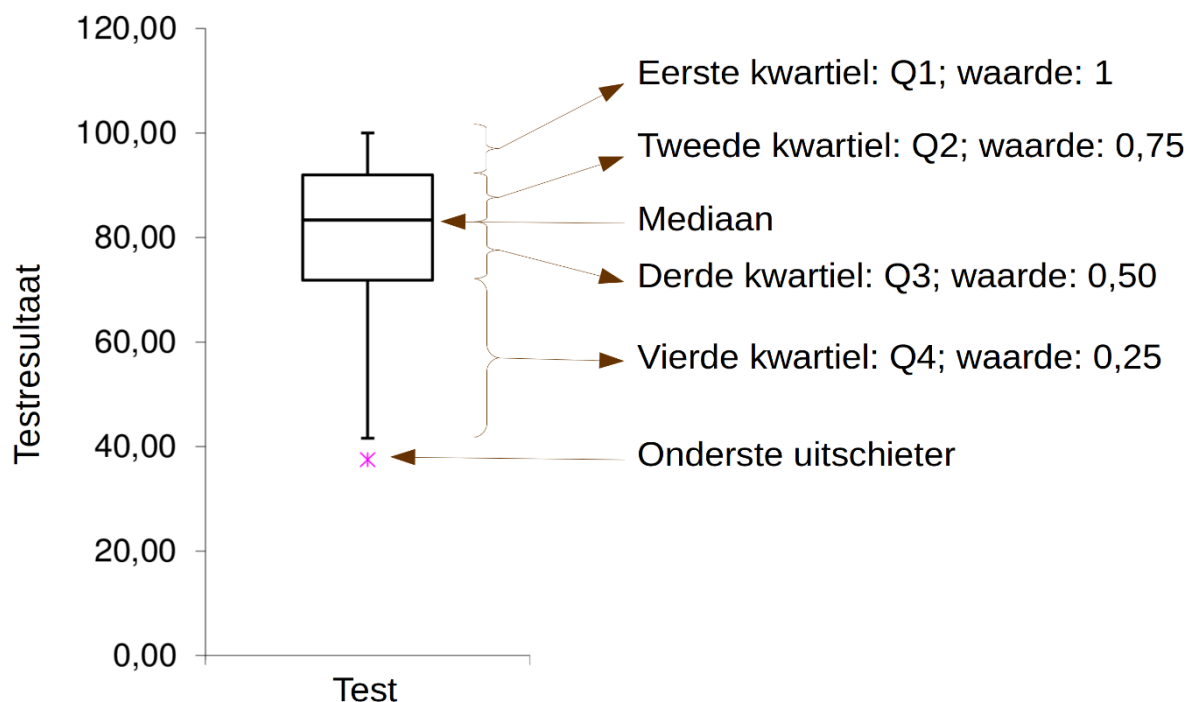 120,00
100,00
80,00
60,00
40,00
20,00
0,00
Testresultaat
Test
Eerste kwartiel: Q1; waarde: 1
Tweede kwartiel: Q2; waarde: 0,75
Mediaan
Derde kwartiel: Q3; waarde: 0,50
Vierde kwartiel: Q4; waarde: 0,25
Onderste uitschieter